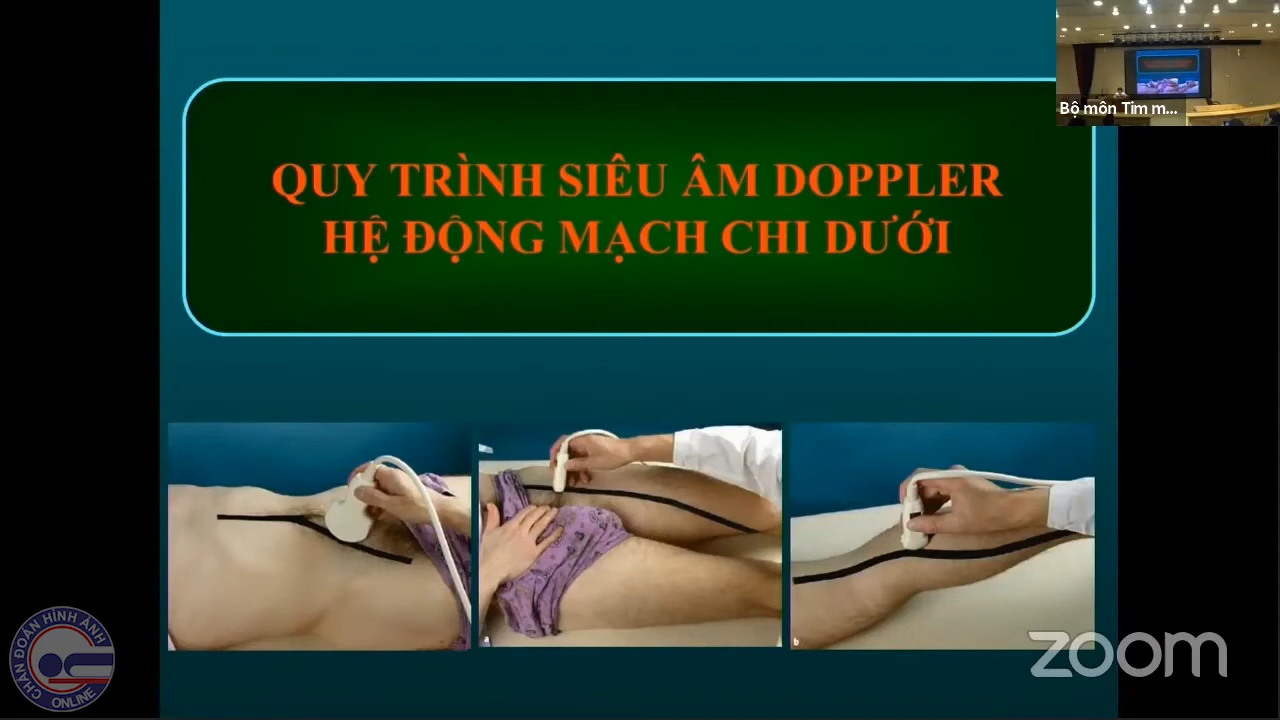 Bộ môn Tim m...
QUY TRÌNH SIÊU ÂM DOPPLER
HỆ ĐỘNG MẠCH CHI DƯỚI
a
b
CHẨN ĐOÁN HÌNH ẢNH
ONLINE
zoom